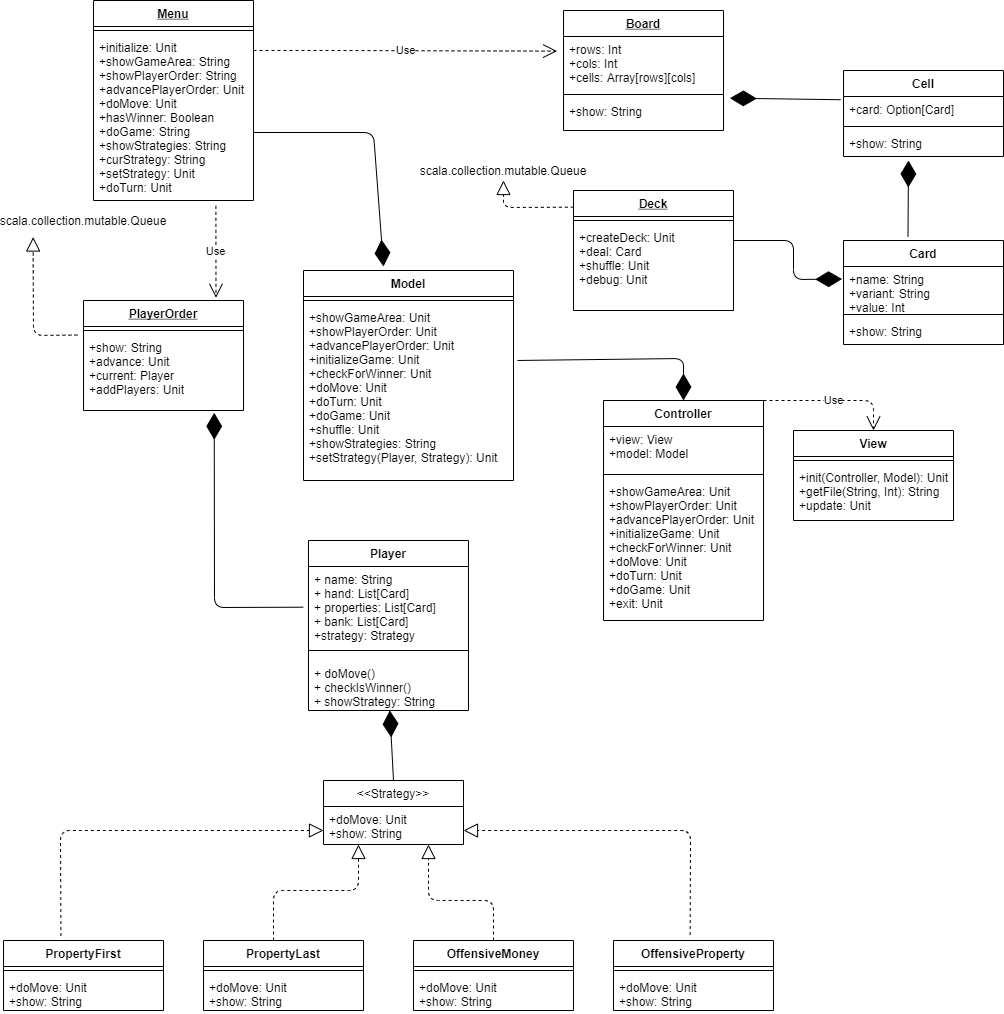 Menu
+initialize: Unit
+showGameArea: String
+showPlayerOrder: String
+advancePlayerOrder: Unit
+doMove: Unit
+hasWinner: Boolean
+doGame: String
+showStrategies: String
+curStrategy: String
+setStrategy: Unit
+doTurn: Unit
Use
Board
+rows: Int
+cols: Int
+cells: Array[rows][cols]
+show: String
Cell
+card: Option[Card]
+show: String
scala.collection.mutable.Queue
Deck
+createDeck: Unit
+deal: Card
+shuffle: Unit
+debug: Unit
Card
+name: String
+variant: String
+value: Int
+show: String
scala.collection.mutable.Queue
Use
PlayerOrder
+show: String
+advance: Unit
+current: Player
+addPlayers: Unit
Model
+showGameArea: Unit
+showPlayerOrder: Unit
+advancePlayerOrder: Unit
+initializeGame: Unit
+checkForWinner: Unit
+doMove: Unit
+doTurn: Unit
+doGame: Unit
+shuffle: Unit
+showStrategies: String
+setStrategy(Player, Strategy): Unit
Controller
+view: View
+model: Model
+showGameArea: Unit
+showPlayerOrder: Unit
+advancePlayerOrder: Unit
+initializeGame: Unit
+checkForWinner: Unit
+doMove: Unit
+doTurn: Unit
+doGame: Unit
+exit: Unit
Use
View
+init(Controller, Model): Unit
+getFile(String, Int): String
+update: Unit
Player
+ name: String
+ hand: List[Card]
+ properties: List[Card]
+ bank: List[Card]
+strategy: Strategy
+ doMove()
+ checkIsWinner()
+ showStrategy: String
<<Strategy>>
+doMove: Unit
+show: String
PropertyFirst
+doMove: Unit
+show: String
PropertyLast
+doMove: Unit
+show: String
OffensiveMoney
+doMove: Unit
+show: String
OffensiveProperty
+doMove: Unit
+show: String